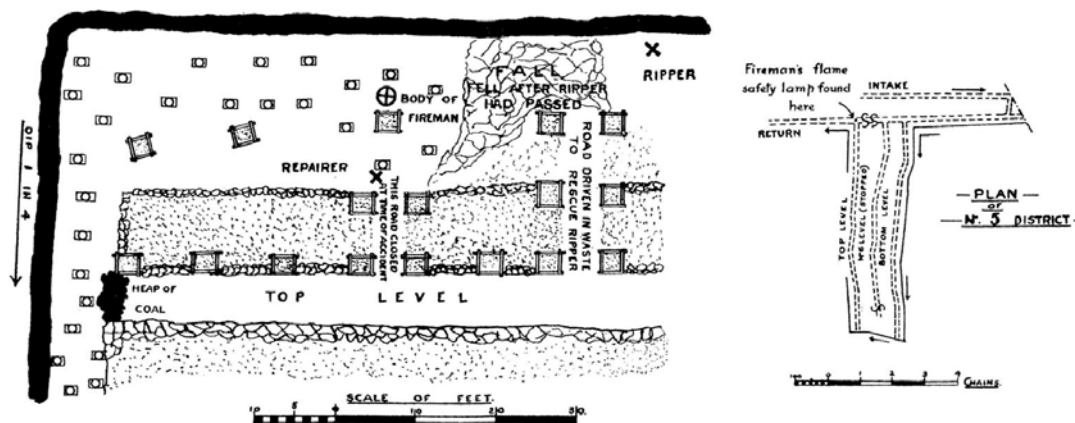 FALL
FELL AFTER RIPPER
HAD PASSED
RIPPER
BODY OF
FIREMAN
REPAIRER
THIS ROAD CLOSED
AT TIME OF ACCIDENT
ROAD DRIVEN IN WASTE
TO RESCUE RIPPER
DIP 1 IN 4
HEAP OF
COAL
TOP LEVEL
SCALE OF FEET.
10 5 0 10 20 30.
Fireman's flame
safety lamp found
here
INTAKE
RETURN
TOP LEVEL
BOTTOM LEVEL
PLAN
OF
Nº 5 DISTRICT
CHAINS.